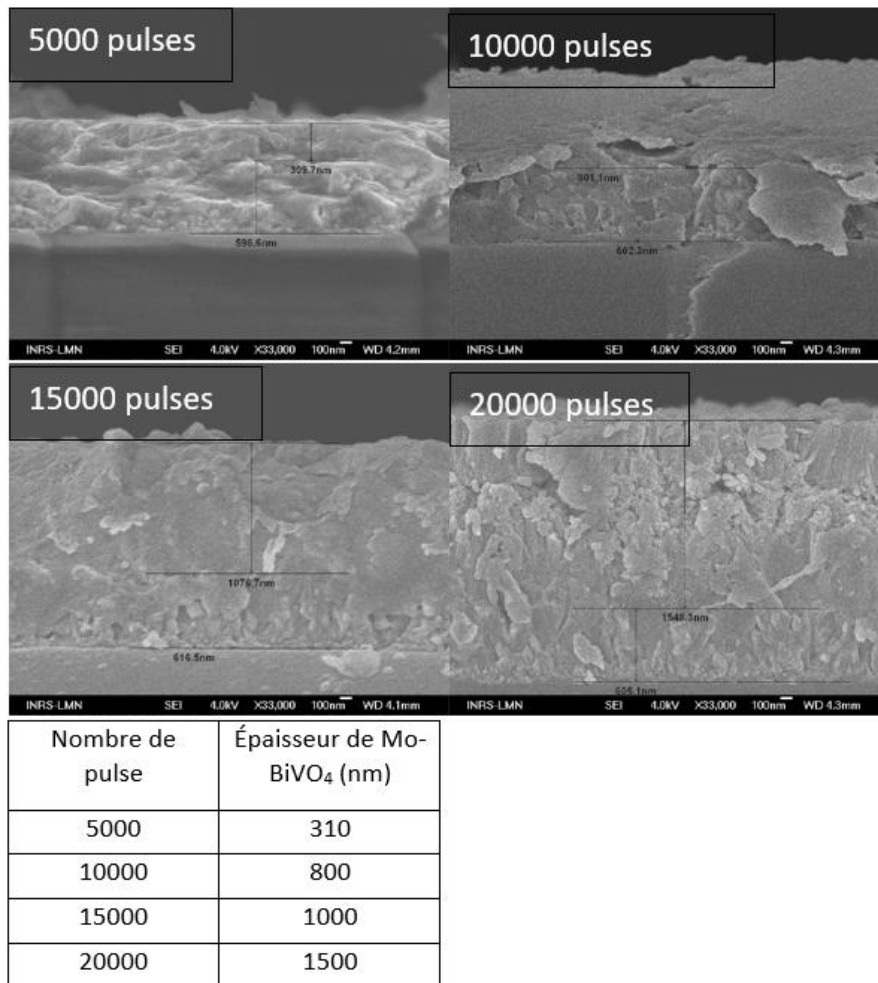 5000 pulses
309.7nm
596.6nm
INRS-LMN SEI 4.0kV X33,000 100nm WD 4.2mm
10000 pulses
801.1nm
602.3nm
INRS-LMN SEI 4.0kV X33,000 100nm WD 4.3mm
15000 pulses
1076.7nm
616.5nm
INRS-LMN SEI 4.0kV X33,000 100nm WD 4.1mm
20000 pulses
1548.3nm
605.1nm
INRS-LMN SEI 4.0kV X33,000 100nm WD 4.3mm
Nombre de
pulse
Épaisseur de Mo-
BiVO₄ (nm)
5000 310
10000 800
15000 1000
20000 1500